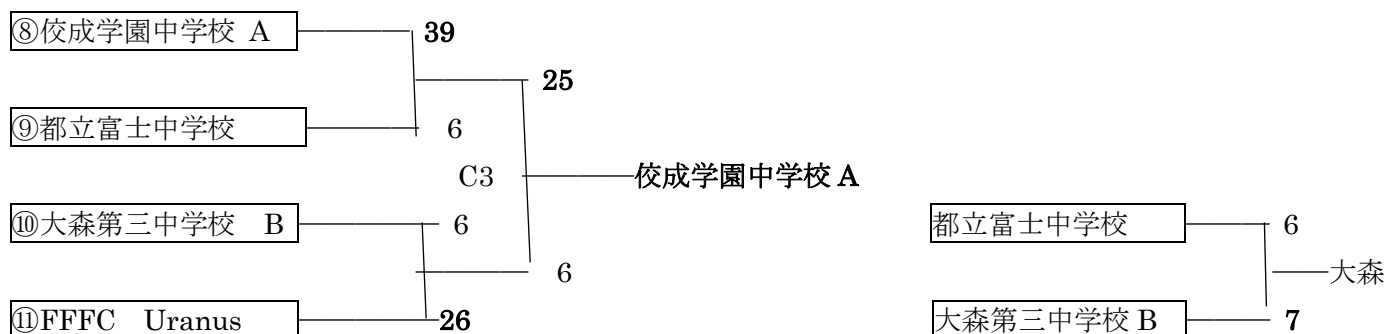 ⑧佼成学園中学校 A 39
25
⑨都立富士中学校 6
C3 佼成学園中学校 A
⑩大森第三中学校 B 6 都立富士中学校 6
6 大森
⑪FFFC Uranus 26 大森第三中学校 B 7